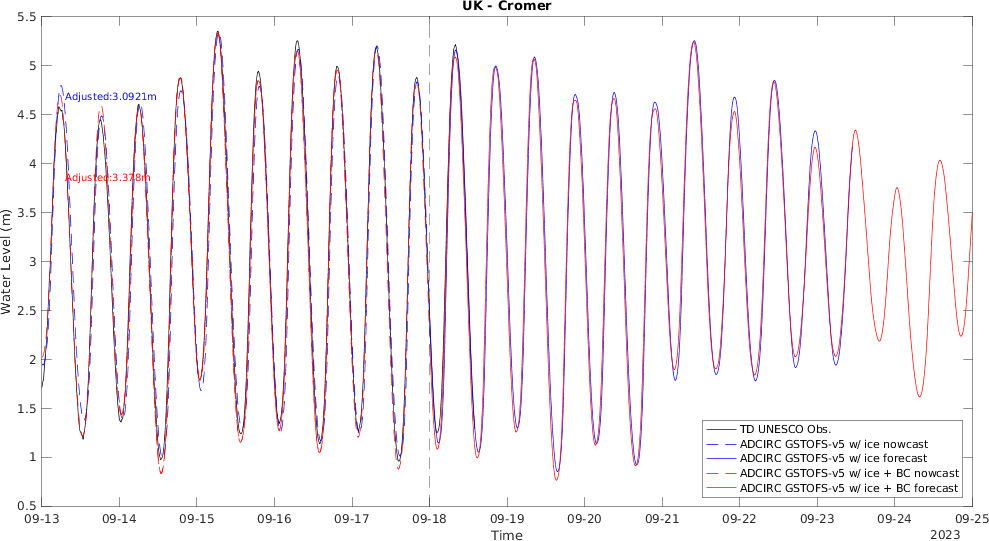 UK - Cromer
5.5
5
4.5
4
3.5
3
2.5
2
1.5
1
0.5
Water Level (m)
Adjusted:3.0921m
Adjusted:3.378m
TD UNESCO Obs.
ADCIRC GSTOFS-v5 w/ ice nowcast
ADCIRC GSTOFS-v5 w/ ice forecast
ADCIRC GSTOFS-v5 w/ ice + BC nowcast
ADCIRC GSTOFS-v5 w/ ice + BC forecast
09-13 09-14 09-15 09-16 09-17 09-18 09-19 09-20 09-21 09-22 09-23 09-24 09-25
Time
2023